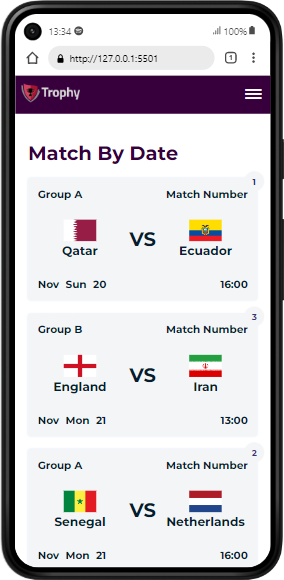 13:34 100%
http://127.0.0.1:5501 1
Trophy
Match By Date
1
Group A Match Number
Qatar VS Ecuador
Nov Sun 20 16:00
3
Group B Match Number
England VS Iran
Nov Mon 21 13:00
2
Group A Match Number
Senegal VS Netherlands
Nov Mon 21 16:00